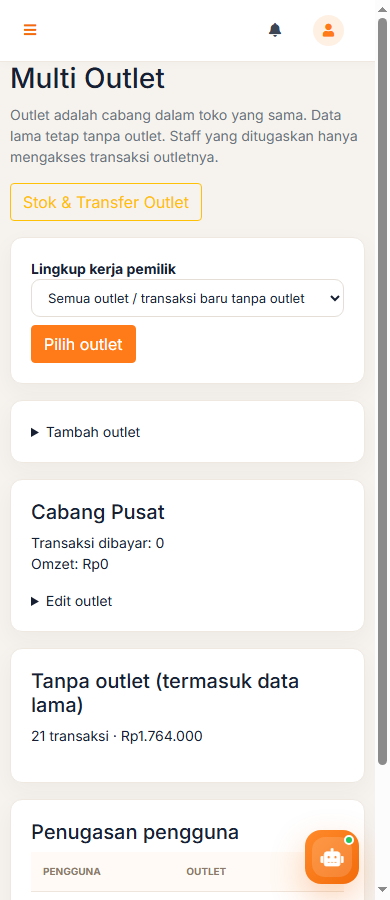 Multi Outlet
Outlet adalah cabang dalam toko yang sama. Data
lama tetap tanpa outlet. Staff yang ditugaskan hanya
mengakses transaksi outletnya.
Stok & Transfer Outlet
Lingkup kerja pemilik
Semua outlet / transaksi baru tanpa outlet
Pilih outlet
Tambah outlet
Cabang Pusat
Transaksi dibayar: 0
Omzet: Rp0
Edit outlet
Tanpa outlet (termasuk data
lama)
21 transaksi · Rp1.764.000
Penugasan pengguna
PENGGUNA OUTLET